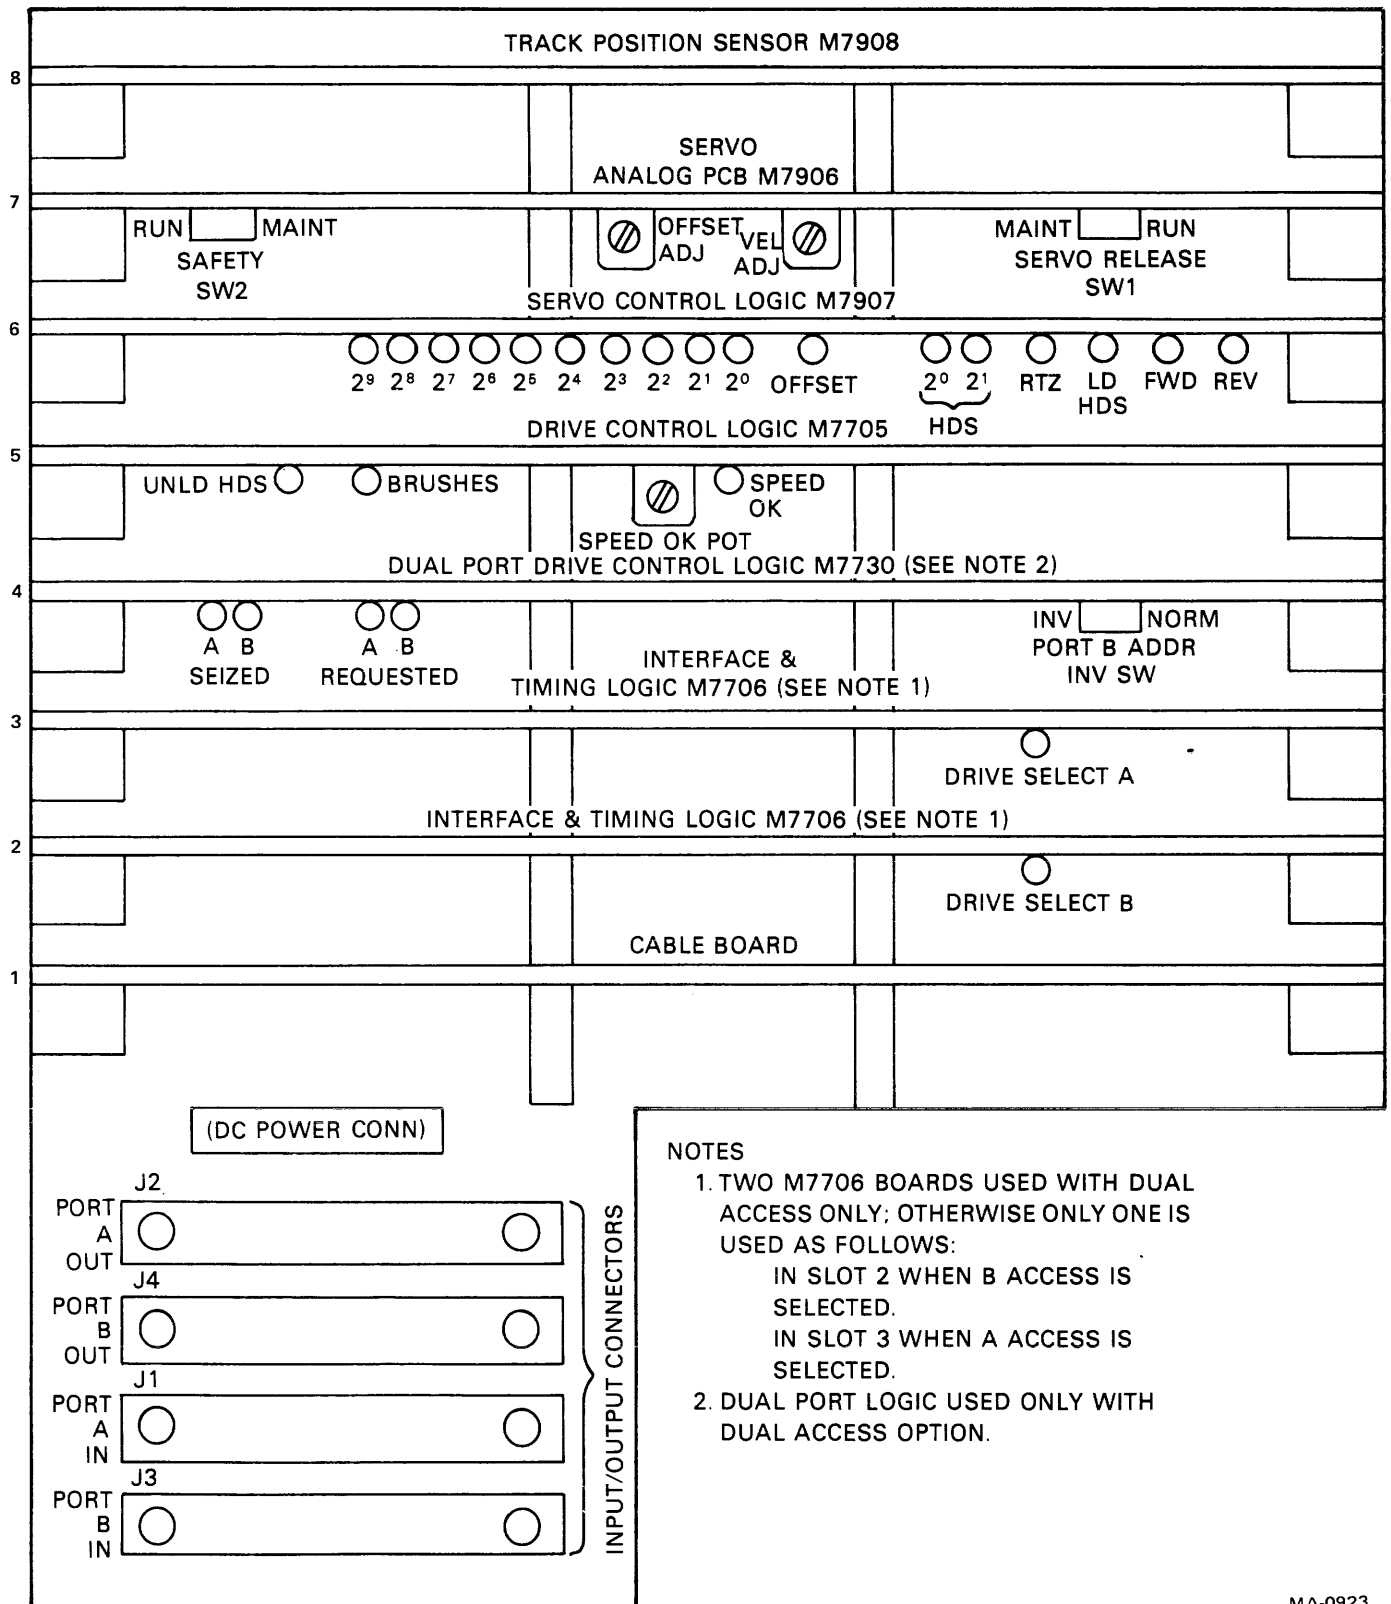 TRACK POSITION SENSOR M7908
8
SERVO
ANALOG PCB M7906
7
RUN MAINT
SAFETY
SW2
OFFSET
ADJ
VEL
ADJ
MAINT RUN
SERVO RELEASE
SW1
SERVO CONTROL LOGIC M7907
6
2⁹ 2⁸ 2⁷ 2⁶ 2⁵ 2⁴ 2³ 2² 2¹ 2⁰ OFFSET 2⁰ 2¹ RTZ LD FWD REV
HDS
HDS
DRIVE CONTROL LOGIC M7705
5
UNLD HDS BRUSHES SPEED
OK
SPEED OK POT
DUAL PORT DRIVE CONTROL LOGIC M7730 (SEE NOTE 2)
4
A B A B
SEIZED REQUESTED
INV NORM
PORT B ADDR
INV SW
INTERFACE &
TIMING LOGIC M7706 (SEE NOTE 1)
3
DRIVE SELECT A
INTERFACE & TIMING LOGIC M7706 (SEE NOTE 1)
2
DRIVE SELECT B
CABLE BOARD
1
(DC POWER CONN)
J2
PORT
A
OUT
J4
PORT
B
OUT
J1
PORT
A
IN
J3
PORT
B
IN
INPUT/OUTPUT CONNECTORS
NOTES
1. TWO M7706 BOARDS USED WITH DUAL
ACCESS ONLY; OTHERWISE ONLY ONE IS
USED AS FOLLOWS:
IN SLOT 2 WHEN B ACCESS IS
SELECTED.
IN SLOT 3 WHEN A ACCESS IS
SELECTED.
2. DUAL PORT LOGIC USED ONLY WITH
DUAL ACCESS OPTION.
MA-0923